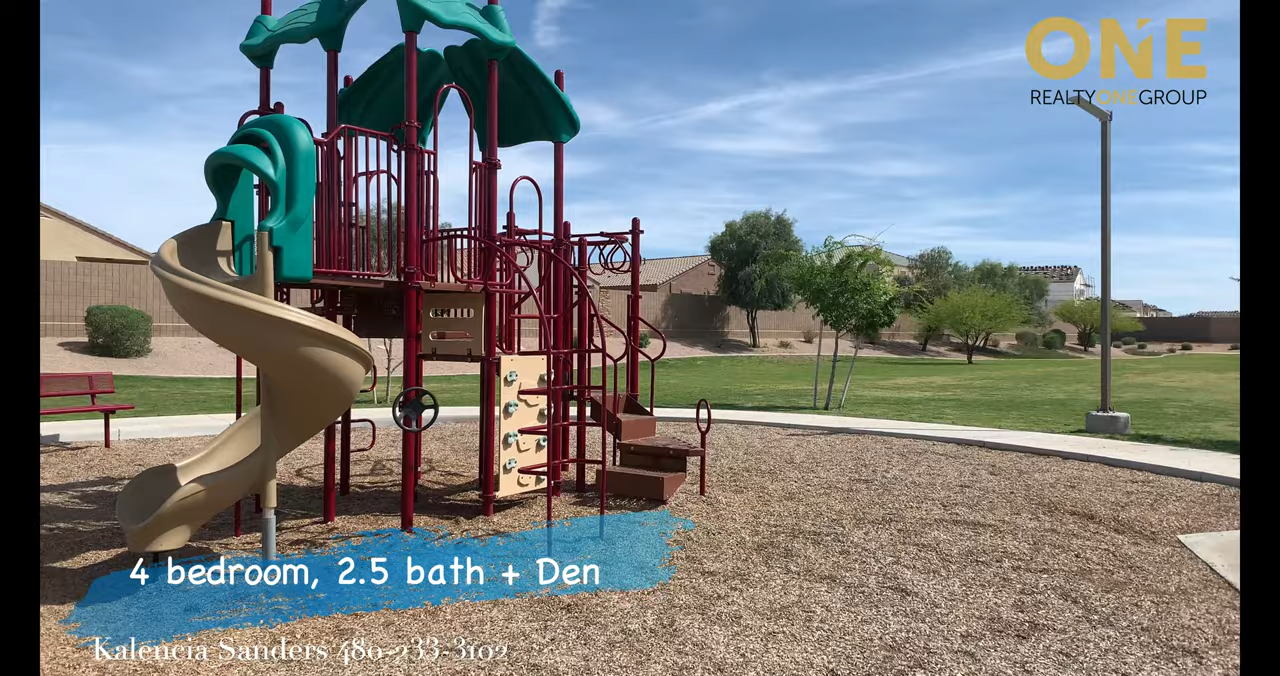 ONE
REALTYONEGROUP
4 bedroom, 2.5 bath + Den
Kalencia Sanders 480-233-3102